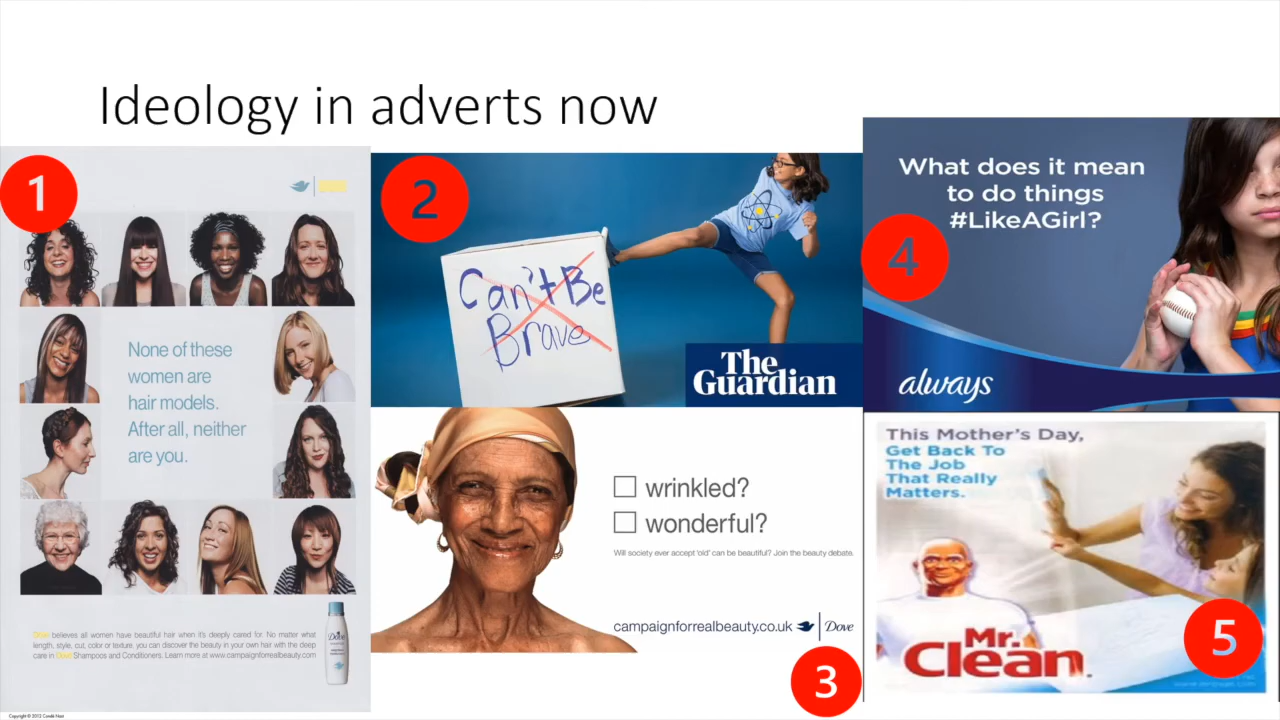 Ideology in adverts now
1
None of these
women are
hair models.
After all, neither
are you.
Dove believes all women have beautiful hair when it's deeply cared for. No matter what
length, style, cut, color or texture, you can discover the beauty in your own hair with the deep
care in Dove Shampoos and Conditioners. Learn more at www.campaignforrealbeauty.com
Dove
Copyright © 2012 Condé Nast
2
Can't Be
Brave
The
Guardian
wrinkled?
wonderful?
Will society ever accept 'old' can be beautiful? Join the beauty debate.
campaignforrealbeauty.co.uk
Dove
3
What does it mean
to do things
#LikeAGirl?
4
always
This Mother's Day,
Get Back To
The Job
That Really
Matters.
Mr.
Clean
5